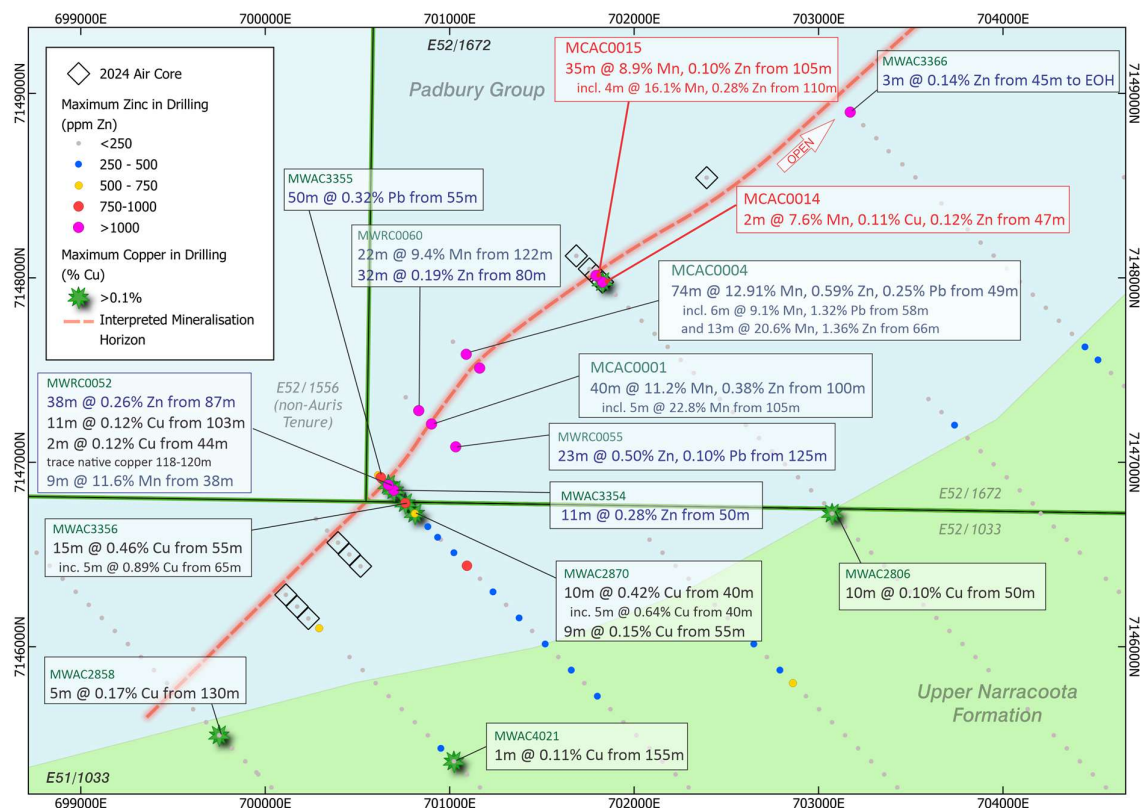 699000E
700000E
701000E
702000E
703000E
704000E
7149000N
7148000N
7147000N
7146000N
7149000N
7148000N
7147000N
7146000N
2024 Air Core
Maximum Zinc in Drilling
(ppm Zn)
<250
250 - 500
500 - 750
750-1000
>1000
Maximum Copper in Drilling
(% Cu)
>0.1%
Interpreted Mineralisation
Horizon
E52/1672
Padbury Group
MCAC0015
35m @ 8.9% Mn, 0.10% Zn from 105m
incl. 4m @ 16.1% Mn, 0.28% Zn from 110m
MWAC3366
3m @ 0.14% Zn from 45m to EOH
OPEN
MWAC3355
50m @ 0.32% Pb from 55m
MCAC0014
2m @ 7.6% Mn, 0.11% Cu, 0.12% Zn from 47m
MWRC0060
22m @ 9.4% Mn from 122m
32m @ 0.19% Zn from 80m
MCAC0004
74m @ 12.91% Mn, 0.59% Zn, 0.25% Pb from 49m
incl. 6m @ 9.1% Mn, 1.32% Pb from 58m
and 13m @ 20.6% Mn, 1.36% Zn from 66m
MCAC0001
40m @ 11.2% Mn, 0.38% Zn from 100m
incl. 5m @ 22.8% Mn from 105m
E52/1556
(non-Auris
Tenure)
MWRC0052
38m @ 0.26% Zn from 87m
11m @ 0.12% Cu from 103m
2m @ 0.12% Cu from 44m
trace native copper 118-120m
9m @ 11.6% Mn from 38m
MWRC0055
23m @ 0.50% Zn, 0.10% Pb from 125m
MWAC3354
11m @ 0.28% Zn from 50m
E52/1672
E52/1033
MWAC3356
15m @ 0.46% Cu from 55m
inc. 5m @ 0.89% Cu from 65m
MWAC2870
10m @ 0.42% Cu from 40m
inc. 5m @ 0.64% Cu from 40m
9m @ 0.15% Cu from 55m
MWAC2806
10m @ 0.10% Cu from 50m
MWAC2858
5m @ 0.17% Cu from 130m
Upper Narracoota
Formation
MWAC4021
1m @ 0.11% Cu from 155m
E51/1033
699000E
700000E
701000E
702000E
703000E
704000E